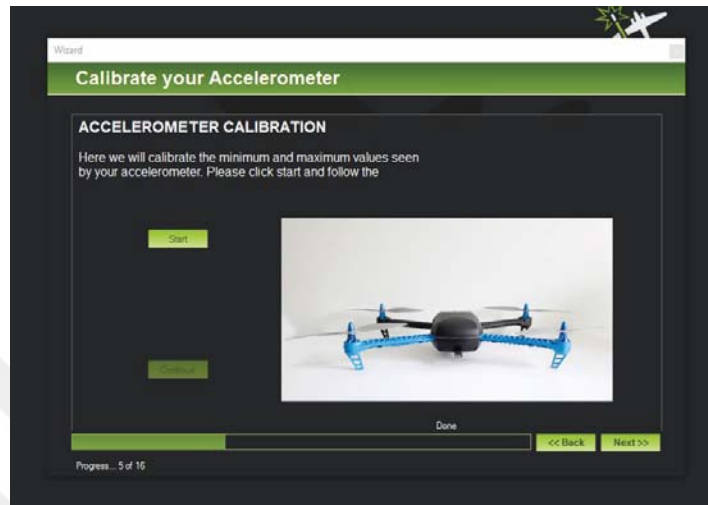 Wizard
Calibrate your Accelerometer
ACCELEROMETER CALIBRATION
Here we will calibrate the minimum and maximum values seen
by your accelerometer. Please click start and follow the
Start
Continue
Done
<< Back Next >>
Progress... 5 of 16